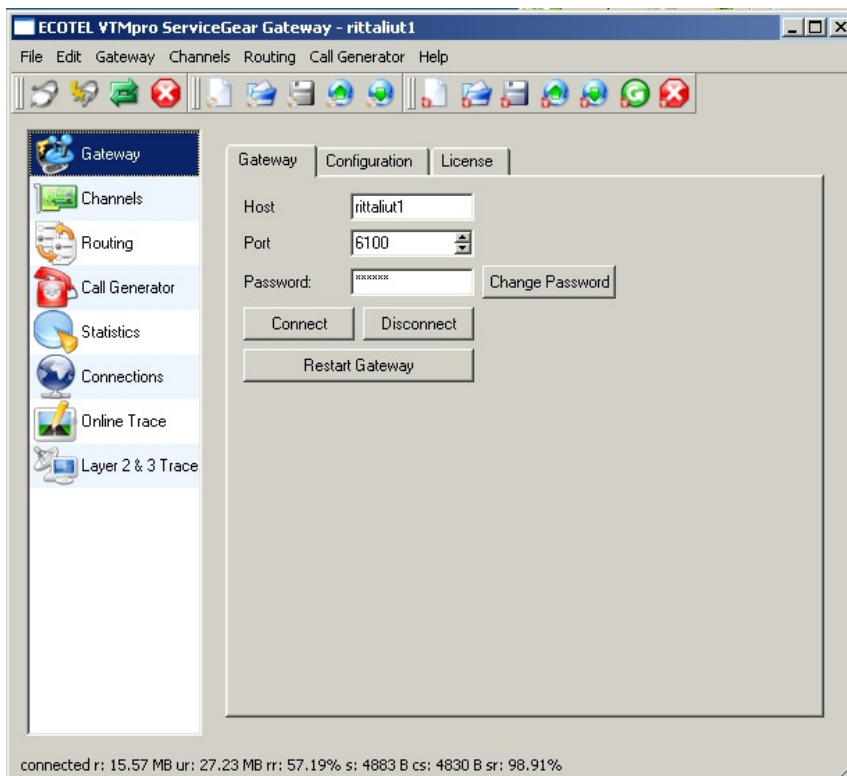 ECOTEL VTMpro ServiceGear Gateway - rittaliut1
File Edit Gateway Channels Routing Call Generator Help
Gateway
Channels
Routing
Call Generator
Statistics
Connections
Online Trace
Layer 2 & 3 Trace
Gateway Configuration License
Host rittaliut1
Port 6100
Password: ****** Change Password
Connect Disconnect
Restart Gateway
connected r: 15.57 MB ur: 27.23 MB rr: 57.19% s: 4883 B cs: 4830 B sr: 98.91%